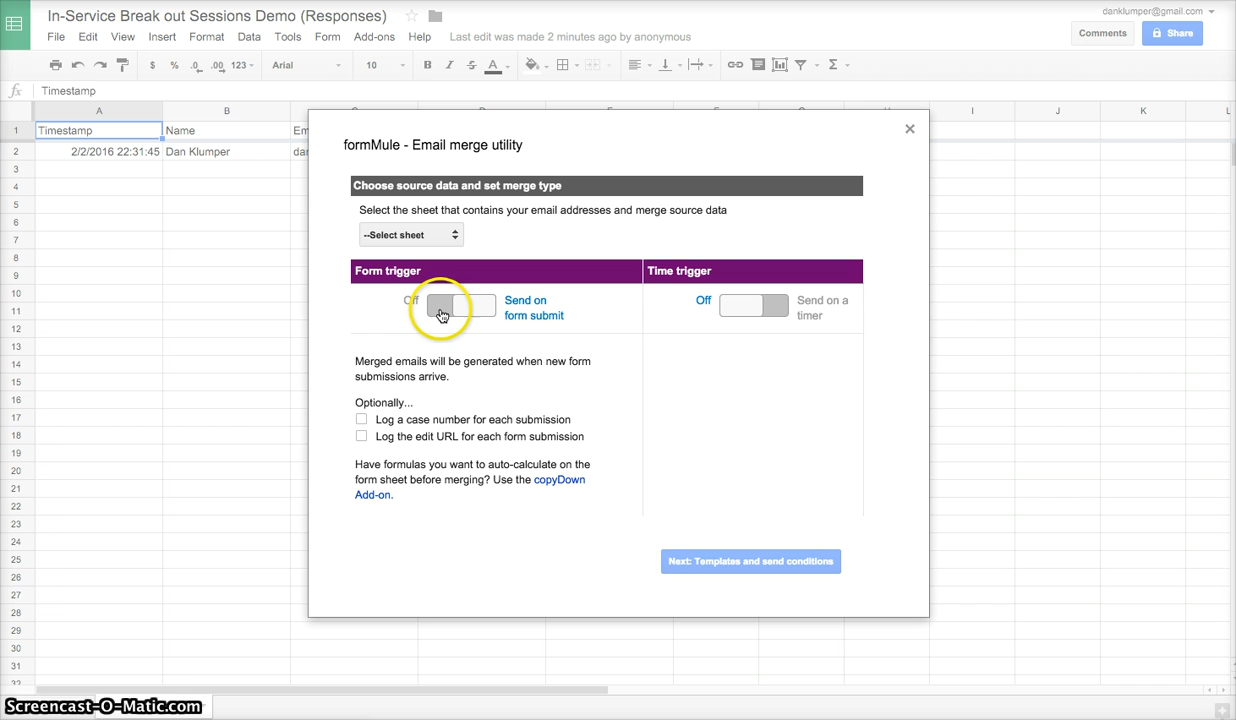 In-Service Break out Sessions Demo (Responses)
danklumper@gmail.com
File Edit View Insert Format Data Tools Form Add-ons Help Last edit was made 2 minutes ago by anonymous
Comments Share
$ % .0 .00 123 Arial 10 B I S A Σ
fx Timestamp
A B I J K L
1 Timestamp Name Em
2 2/2/2016 22:31:45 Dan Klumper
3
4
5
6
7
8
9
10
11
12
13
14
15
16
17
18
19
20
21
22
23
24
25
26
27
28
29
30
31
formMule - Email merge utility
Choose source data and set merge type
Select the sheet that contains your email addresses and merge source data
--Select sheet
Form trigger Time trigger
Off Send on form submit
Off Send on a timer
Merged emails will be generated when new form
submissions arrive.
Optionally...
Log a case number for each submission
Log the edit URL for each form submission
Have formulas you want to auto-calculate on the
form sheet before merging? Use the copyDown
Add-on.
Next: Templates and send conditions
Screencast-O-Matic.com